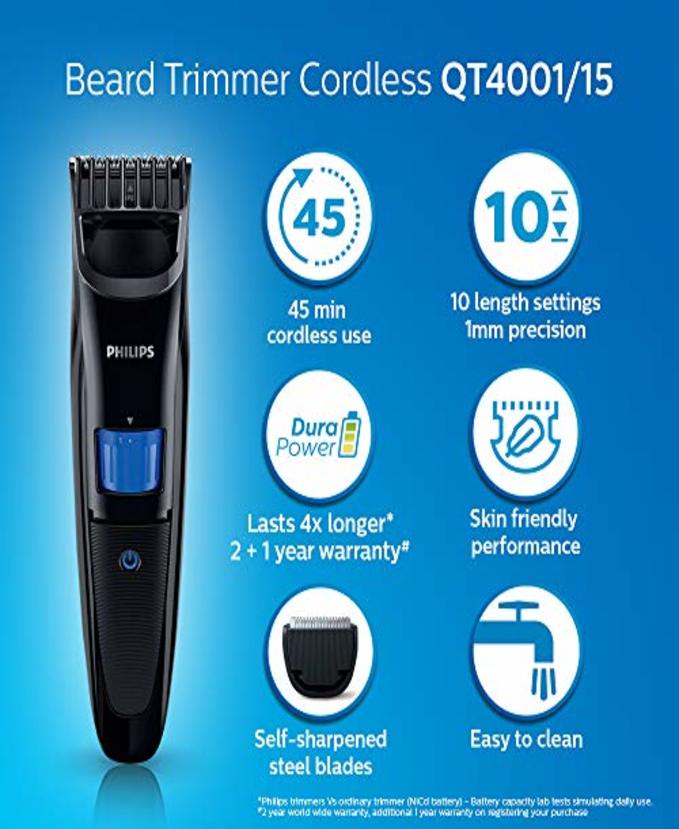 Beard Trimmer Cordless QT4001/15
45
10
45 min
cordless use
10 length settings
1mm precision
PHILIPS
Dura
Power
Lasts 4x longer*
2 + 1 year warranty#
Skin friendly
performance
Self-sharpened
steel blades
Easy to clean
*Philips trimmers Vs ordinary trimmer (NiCd battery) - Battery capacity lab tests simulating daily use.
#2 year world wide warranty, additional 1 year warranty on registering your purchase